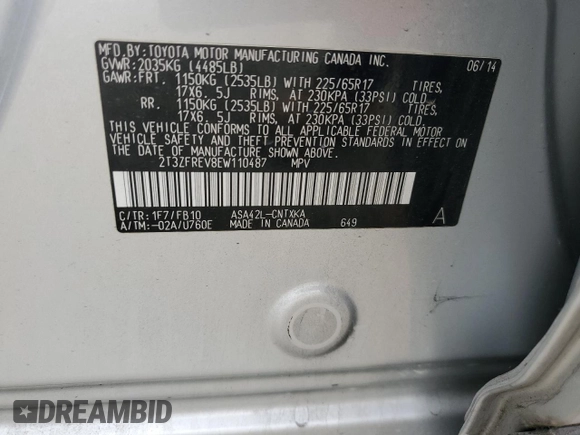 MFD.BY:TOYOTA MOTOR MANUFACTURING CANADA INC.
GVWR:2035KG (4485LB) 06/14
GAWR:FRT. 1150KG (2535LB) WITH 225/65R17 TIRES,
17X6. 5J RIMS, AT 230KPA (33PSI) COLD
RR. 1150KG (2535LB) WITH 225/65R17 TIRES,
17X6. 5J RIMS, AT 230KPA (33PSI) COLD.
THIS VEHICLE CONFORMS TO ALL APPLICABLE FEDERAL MOTOR
VEHICLE SAFETY AND THEFT PREVENTION STANDARDS IN EFFECT
ON THE DATE OF MANUFACTURE SHOWN ABOVE.
2T3ZFREV8EW110487 MPV
C/TR:1F7/FB10 ASA42L-CNTXKA A
A/TM:-02A/U760E MADE IN CANADA 649
DREAMBID